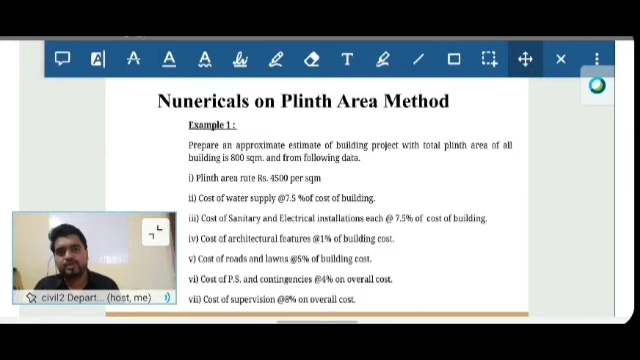 Nunericals on Plinth Area Method
Example 1 :
Prepare an approximate estimate of building project with total plinth area of all
building is 800 sqm. and from following data.
i) Plinth area rate Rs. 4500 per sqm
ii) Cost of water supply @7.5 %of cost of building.
iii) Cost of Sanitary and Electrical installations each @ 7.5% of cost of building.
iv) Cost of architectural features @1% of building cost.
v) Cost of roads and lawns @5% of building cost.
vi) Cost of P.S. and contingencies @4% on overall cost.
vii) Cost of supervision @8% on overall cost.
civil2 Depart... (host, me)